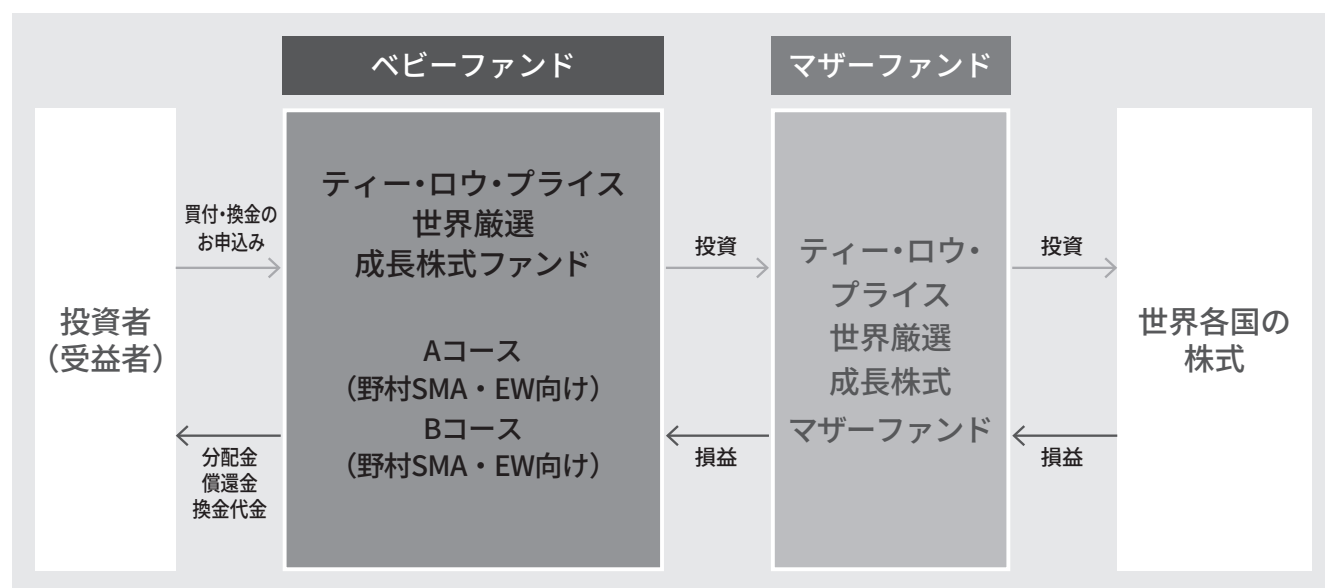 ベビーファンド
マザーファンド
投資者
（受益者）
買付・換金の
お申込み
分配金
償還金
換金代金
ティー・ロウ・プライス
世界厳選
成長株式ファンド
Aコース
（野村SMA・EW向け）
Bコース
（野村SMA・EW向け）
投資
損益
ティー・ロウ・
プライス
世界厳選
成長株式
マザーファンド
投資
損益
世界各国の
株式